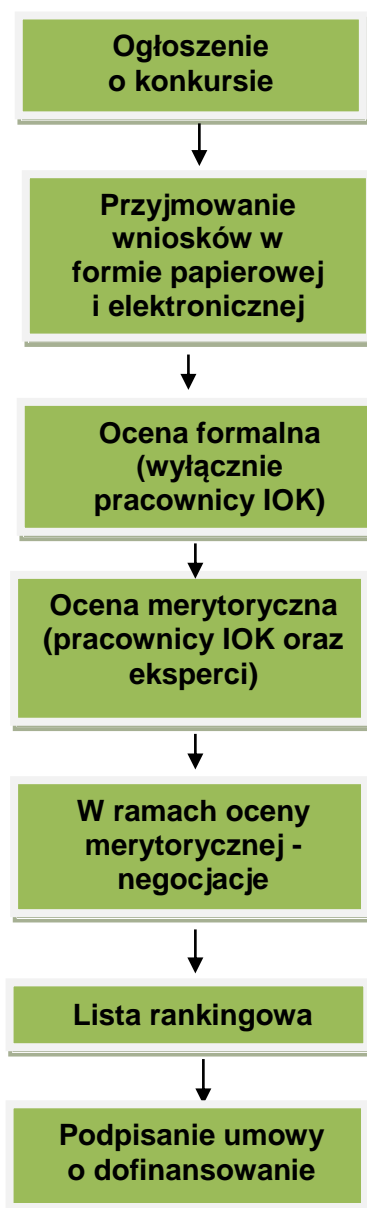 Ogłoszenie
o konkursie
Przyjmowanie
wniosków w
formie papierowej
i elektronicznej
Ocena formalna
(wyłącznie
pracownicy IOK)
Ocena merytoryczna
(pracownicy IOK oraz
eksperci)
W ramach oceny
merytorycznej -
negocjacje
Lista rankingowa
Podpisanie umowy
o dofinansowanie